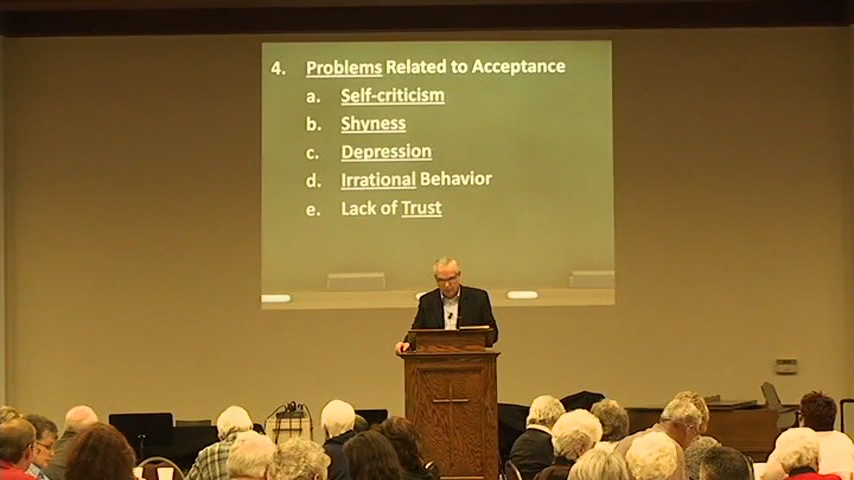 4. Problems Related to Acceptance
a. Self-criticism
b. Shyness
c. Depression
d. Irrational Behavior
e. Lack of Trust